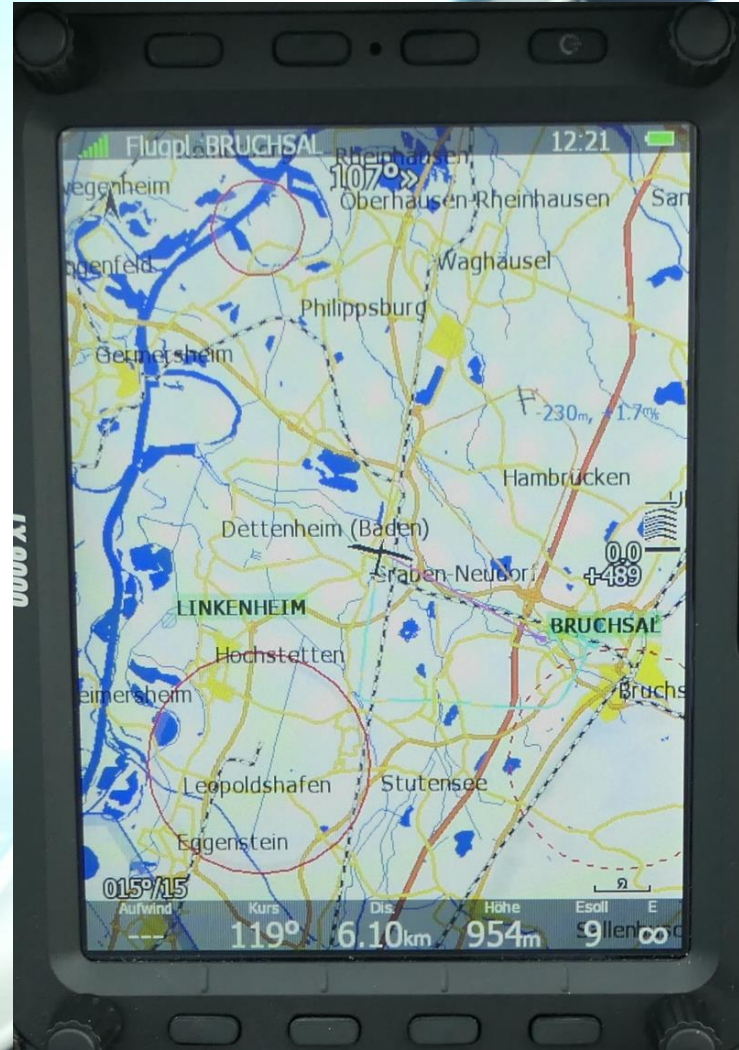 Flugpl. BRUCHSAL
12:21
Rheinhausen
107°»
Oberhausen-Rheinhausen
Waghäusel
Philippsburg
Germersheim
-230m, +1.7m/s
Hambrücken
Dettenheim (Baden)
0.0
Graben-Neudorf
+489
LINKENHEIM
BRUCHSAL
Hochstetten
Bruchs
eimersheim
Leopoldshafen
Stutensee
Eggenstein
015°/15
2
Aufwind Kurs Dis. Höhe Esoll E
--- 119° 6.10km 954m 9 ∞